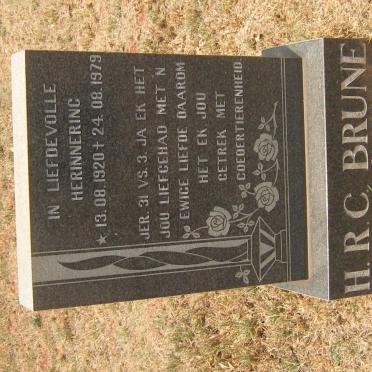 IN LIEFDEVOLLE
HERINNERING
★ 13.08.1920 + 24.08.1979
JER. 31 VS. 3. JA EK HET
JOU LIEFGEHAD MET N
EWIGE LIEFDE DAAROM
HET EK JOU
GETREK MET
GOEDERTIERENHEID
H. R. C. BRUNE